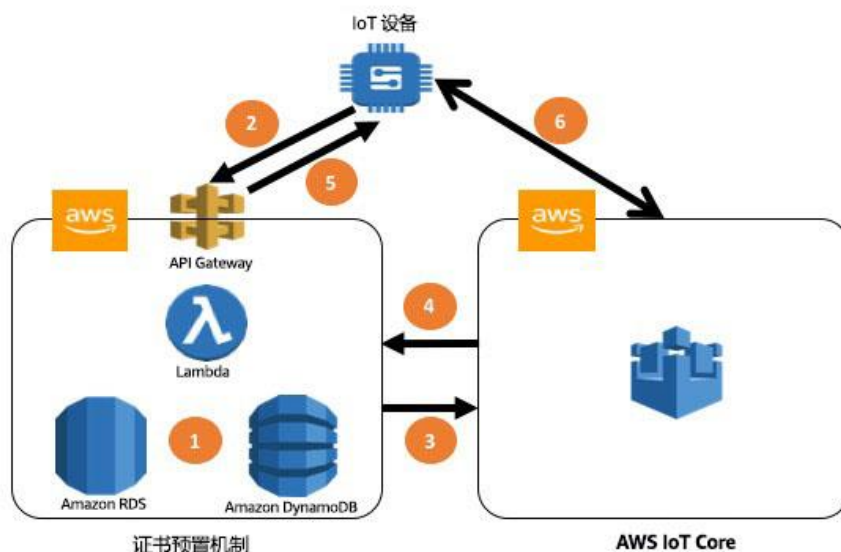 IoT 设备
2
6
5
aws
aws
API Gateway
4
Lambda
1
3
Amazon RDS
Amazon DynamoDB
证书预置机制
AWS IoT Core